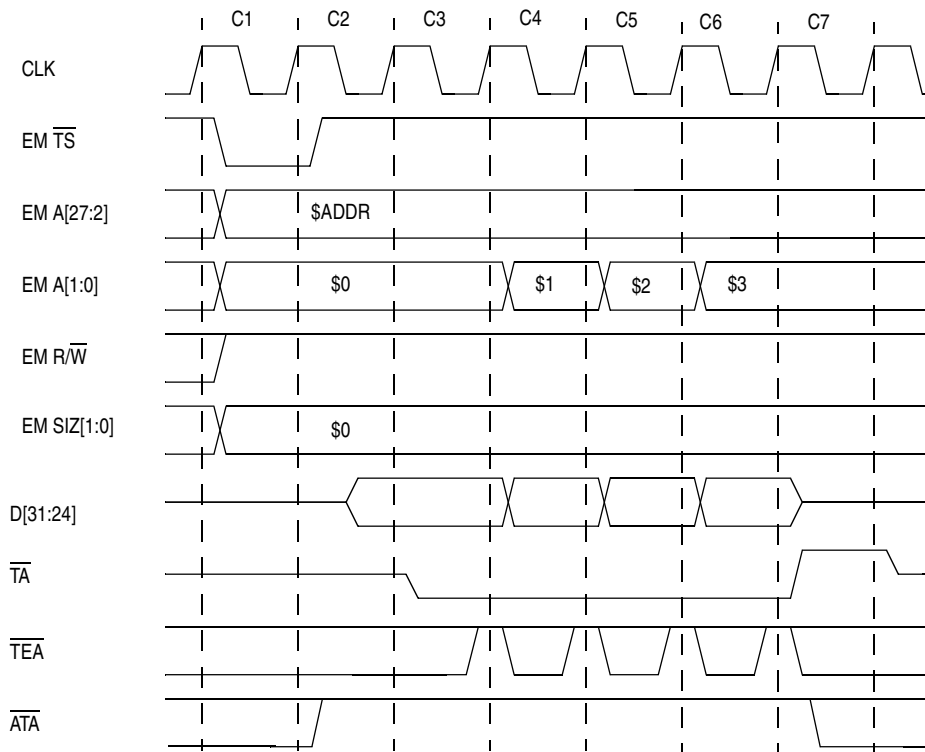 C1 C2 C3 C4 C5 C6 C7
CLK
EM TS
EM A[27:2] $ADDR
EM A[1:0] $0 $1 $2 $3
EM R/W
EM SIZ[1:0] $0
D[31:24]
TA
TEA
ATA